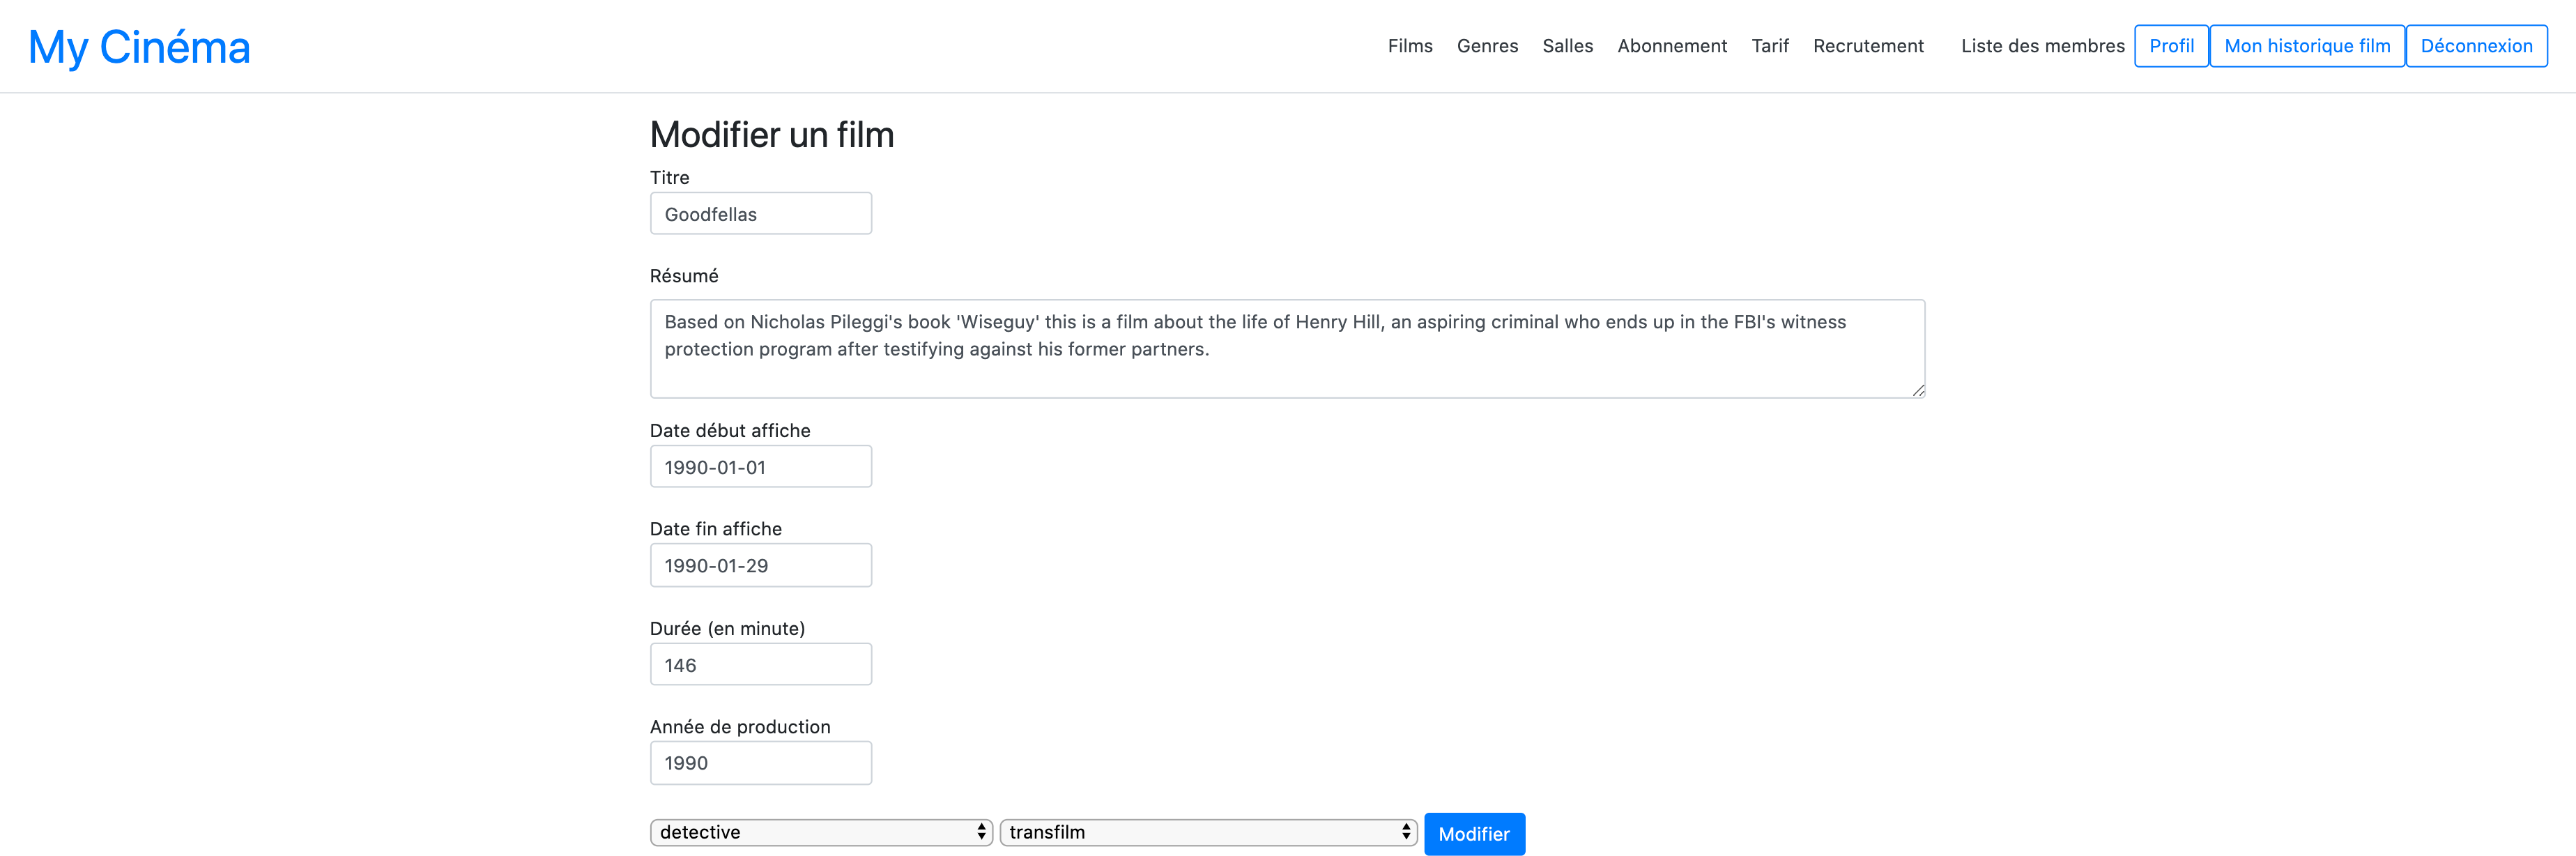 My Cinéma
Films Genres Salles Abonnement Tarif Recrutement Liste des membres Profil Mon historique film Déconnexion
Modifier un film
Titre
Goodfellas
Résumé
Based on Nicholas Pileggi's book 'Wiseguy' this is a film about the life of Henry Hill, an aspiring criminal who ends up in the FBI's witness
protection program after testifying against his former partners.
Date début affiche
1990-01-01
Date fin affiche
1990-01-29
Durée (en minute)
146
Année de production
1990
detective transfilm Modifier